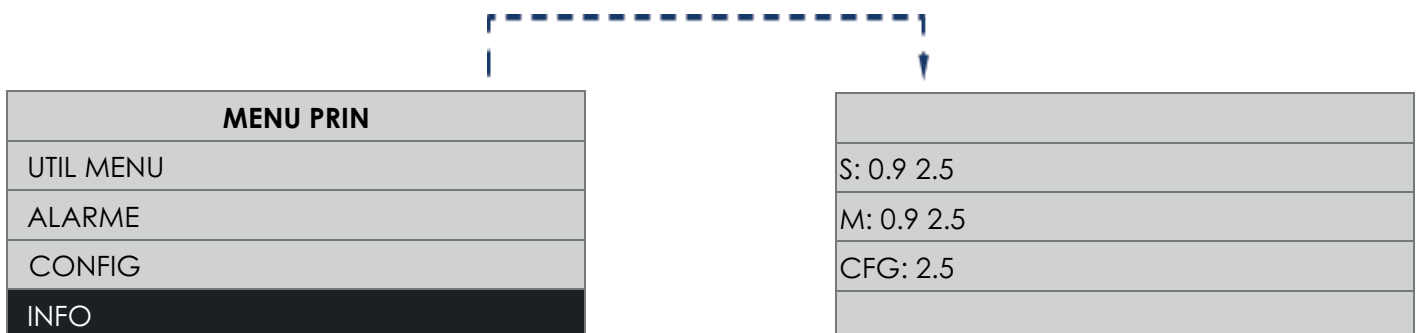 MENU PRIN
UTIL MENU
ALARME
CONFIG
INFO
S: 0.9 2.5
M: 0.9 2.5
CFG: 2.5